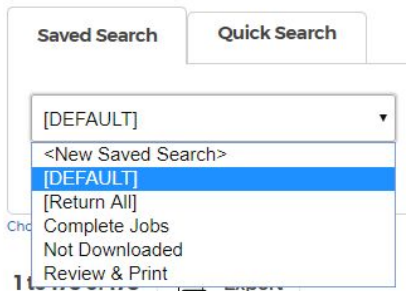 Saved Search
Quick Search
[DEFAULT]
<New Saved Search>
[DEFAULT]
[Return All]
Complete Jobs
Not Downloaded
Review & Print